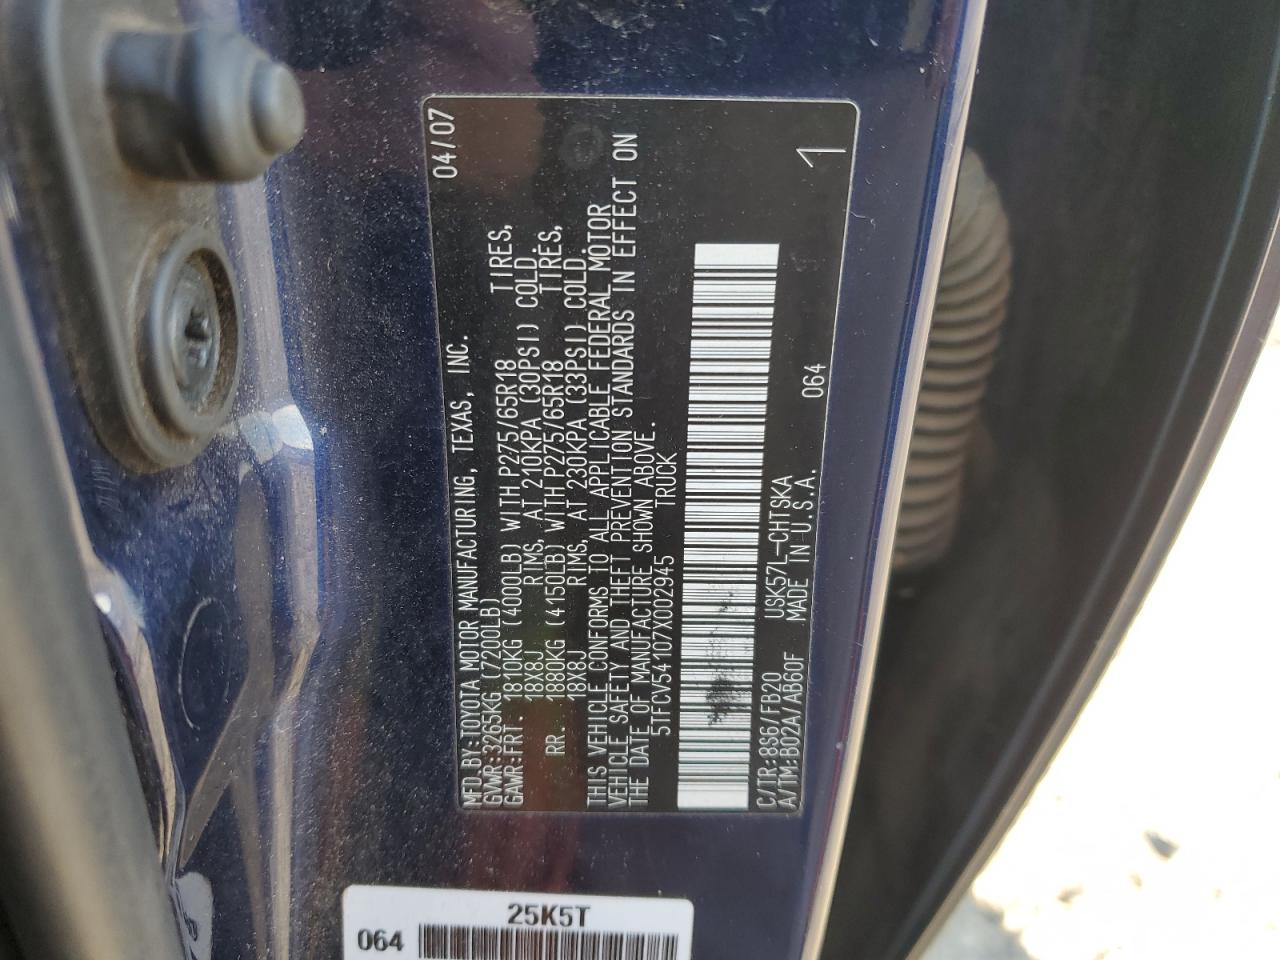 MFD.BY:TOYOTA MOTOR MANUFACTURING, TEXAS, INC. 04/07
GVWR:3265KG (7200LB)
GAWR:FRT. 1810KG (4000LB) WITH P275/65R18 TIRES,
18X8J RIMS, AT 210KPA (30PSI) COLD.
RR. 1880KG (4150LB) WITH P275/65R18 TIRES,
18X8J RIMS, AT 230KPA (33PSI) COLD.
THIS VEHICLE CONFORMS TO ALL APPLICABLE FEDERAL MOTOR
VEHICLE SAFETY AND THEFT PREVENTION STANDARDS IN EFFECT ON
THE DATE OF MANUFACTURE SHOWN ABOVE.
5TFCV54107X002945 TRUCK
C/TR:8S6/FB20 USK57L-CHTSKA
A/TM:B02A/AB60F MADE IN U.S.A. 064
1
25K5T
064